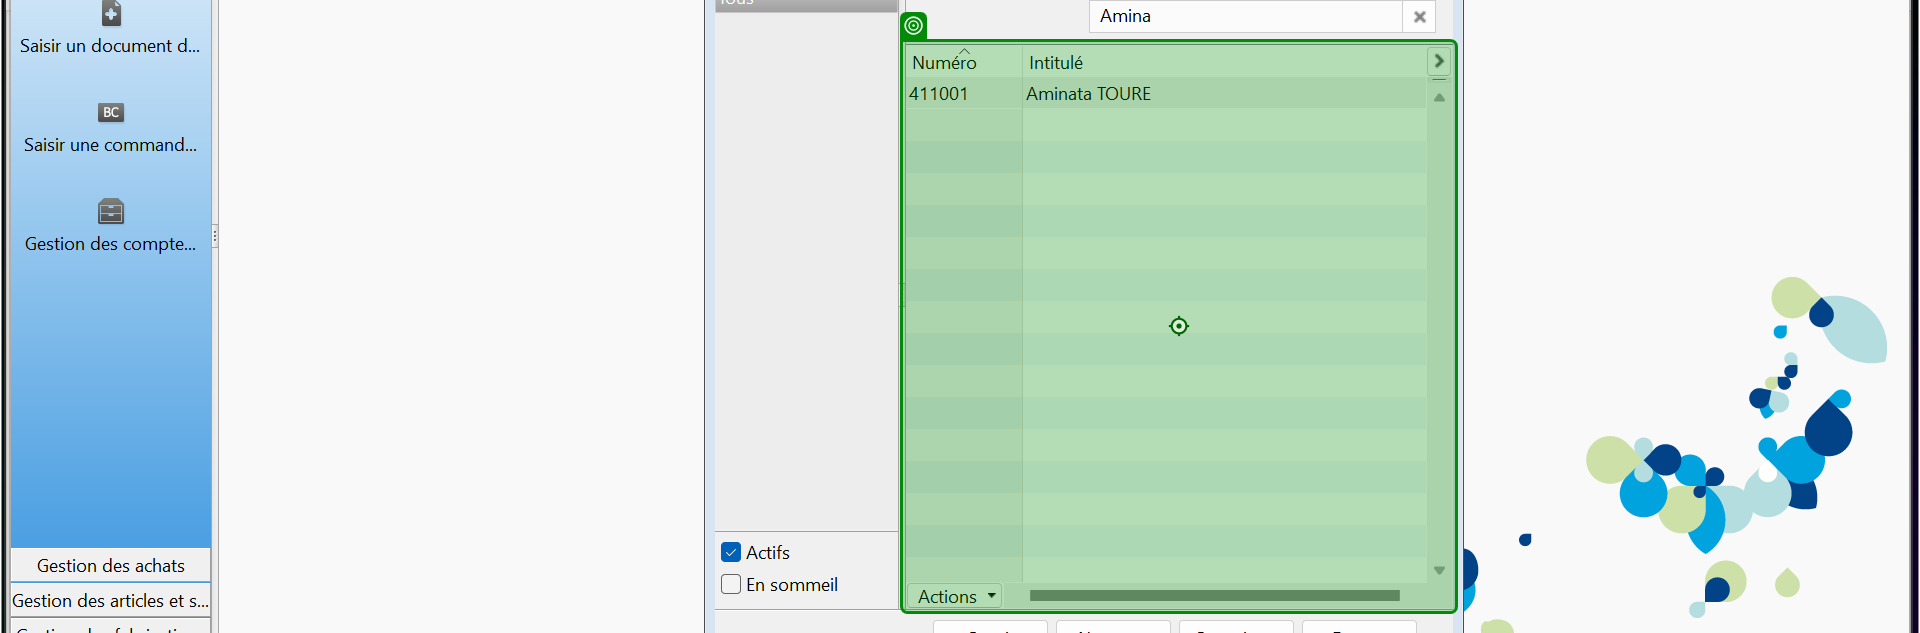 Saisir un document d...
BC
Saisir une command...
Gestion des compte...
Gestion des achats
Gestion des articles et s...
Tous
Amina
Numéro Intitulé
411001 Aminata TOURE
Actifs
En sommeil
Actions